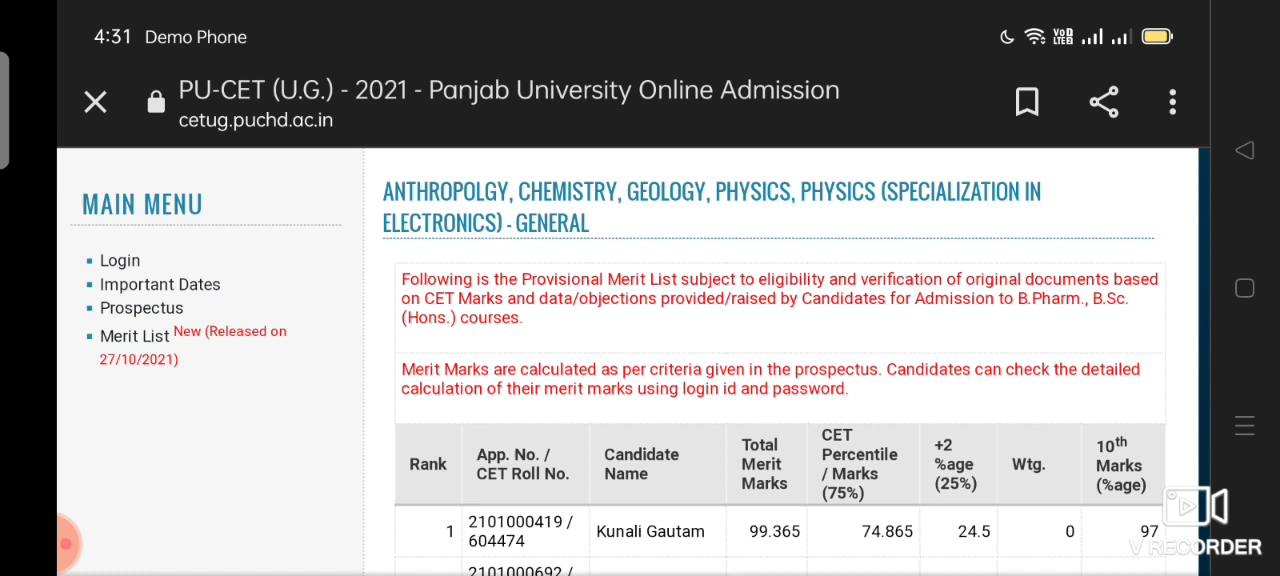 4:31 Demo Phone
VoD LTE2
PU-CET (U.G.) - 2021 - Panjab University Online Admission
cetug.puchd.ac.in
MAIN MENU
Login
Important Dates
Prospectus
Merit List New (Released on
27/10/2021)
ANTHROPOLGY, CHEMISTRY, GEOLOGY, PHYSICS, PHYSICS (SPECIALIZATION IN
ELECTRONICS) - GENERAL
Following is the Provisional Merit List subject to eligibility and verification of original documents based
on CET Marks and data/objections provided/raised by Candidates for Admission to B.Pharm., B.Sc.
(Hons.) courses.
Merit Marks are calculated as per criteria given in the prospectus. Candidates can check the detailed
calculation of their merit marks using login id and password.
Rank
App. No. /
CET Roll No.
Candidate
Name
Total
Merit
Marks
CET
Percentile
/ Marks
(75%)
+2
%age
(25%)
Wtg.
10th
Marks
(%age)
1
2101000419 /
604474
Kunali Gautam
99.365
74.865
24.5
0
97
2101000692 /
V RECORDER